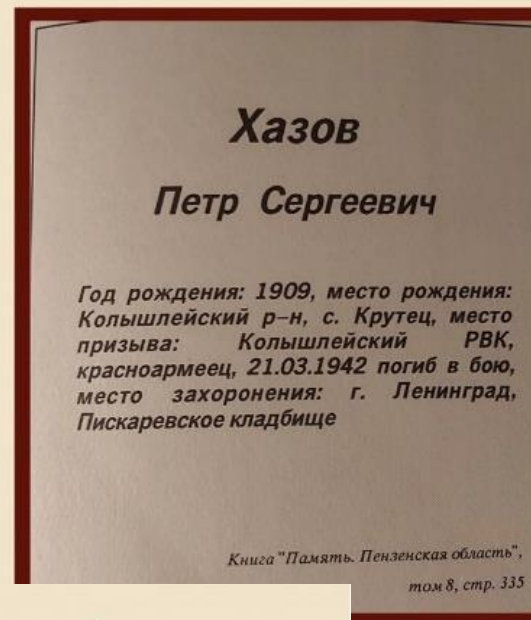 Хазов
Петр Сергеевич
Год рождения: 1909, место рождения:
Колышлейский р-н, с. Крутец, место
призыва: Колышлейский РВК,
красноармеец, 21.03.1942 погиб в бою,
место захоронения: г. Ленинград,
Пискаревское кладбище
Книга "Память. Пензенская область",
том 8, стр. 335